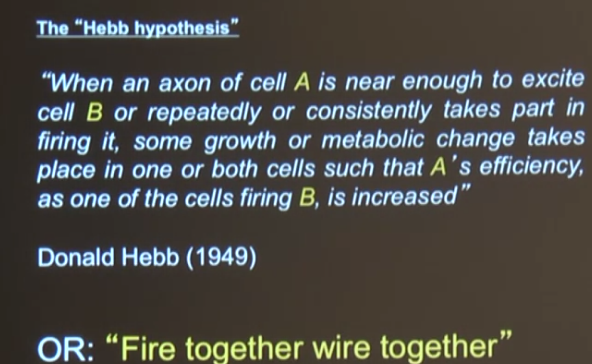 The “Hebb hypothesis”
“When an axon of cell A is near enough to excite
cell B or repeatedly or consistently takes part in
firing it, some growth or metabolic change takes
place in one or both cells such that A’s efficiency,
as one of the cells firing B, is increased”
Donald Hebb (1949)
OR: “Fire together wire together”